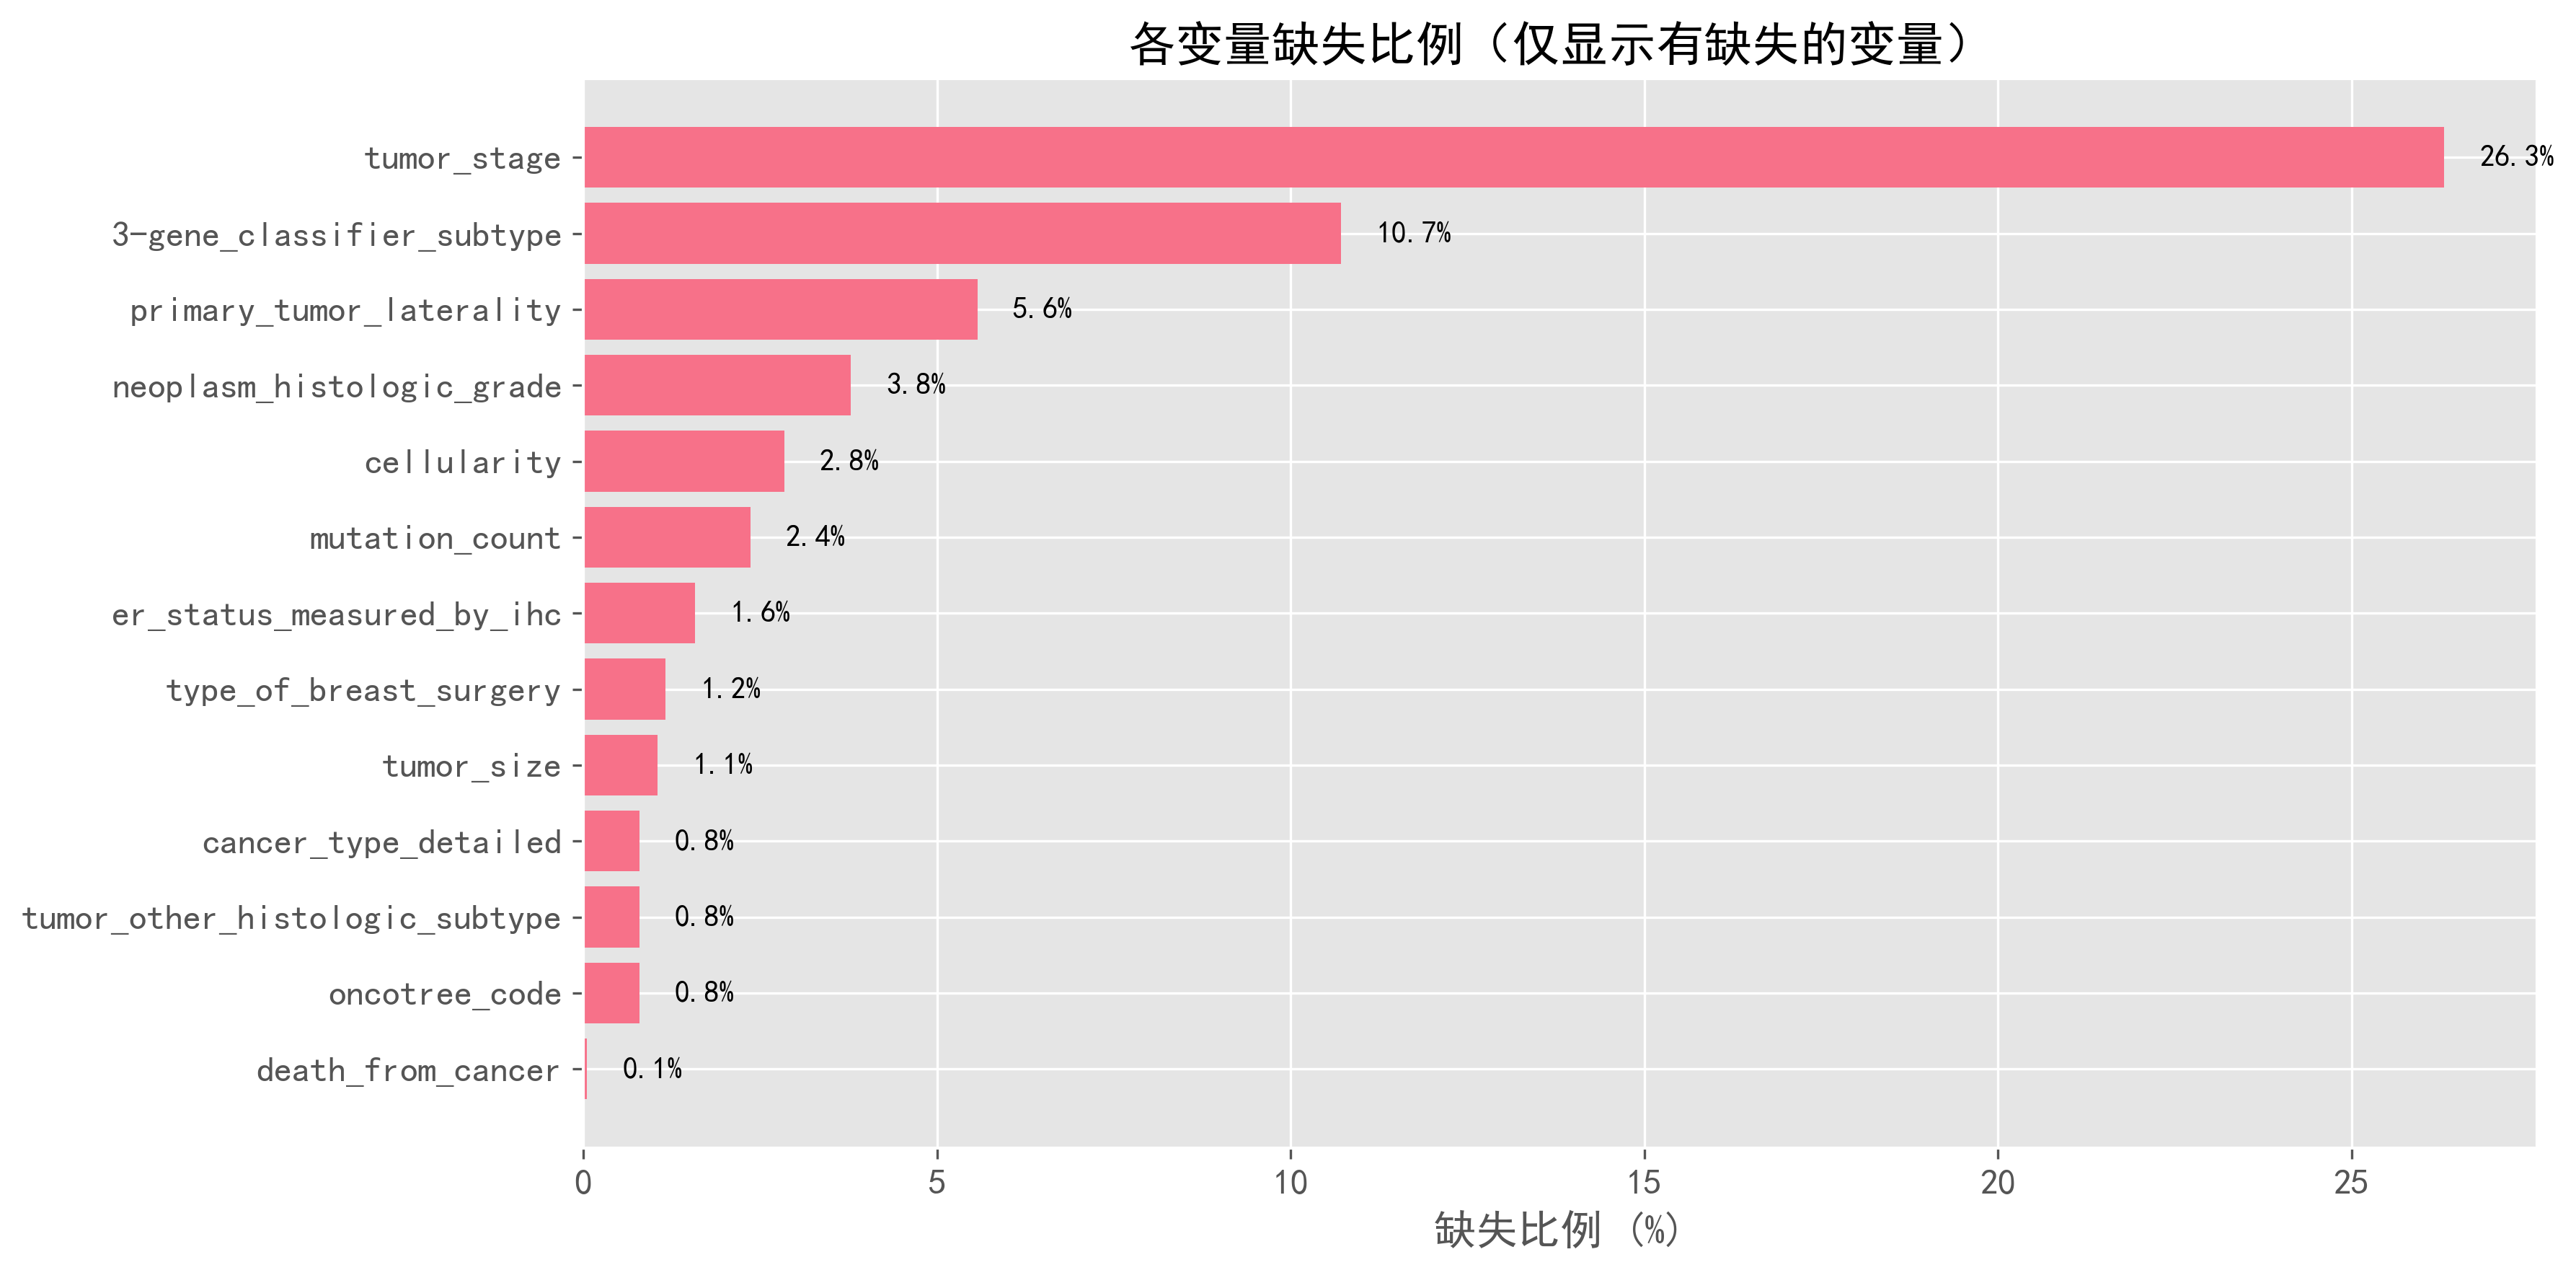 各变量缺失比例（仅显示有缺失的变量）
tumor_stage 26.3%
3-gene_classifier_subtype 10.7%
primary_tumor_laterality 5.6%
neoplasm_histologic_grade 3.8%
cellularity 2.8%
mutation_count 2.4%
er_status_measured_by_ihc 1.6%
type_of_breast_surgery 1.2%
tumor_size 1.1%
cancer_type_detailed 0.8%
tumor_other_histologic_subtype 0.8%
oncotree_code 0.8%
death_from_cancer 0.1%
0 5 10 15 20 25
缺失比例 (%)